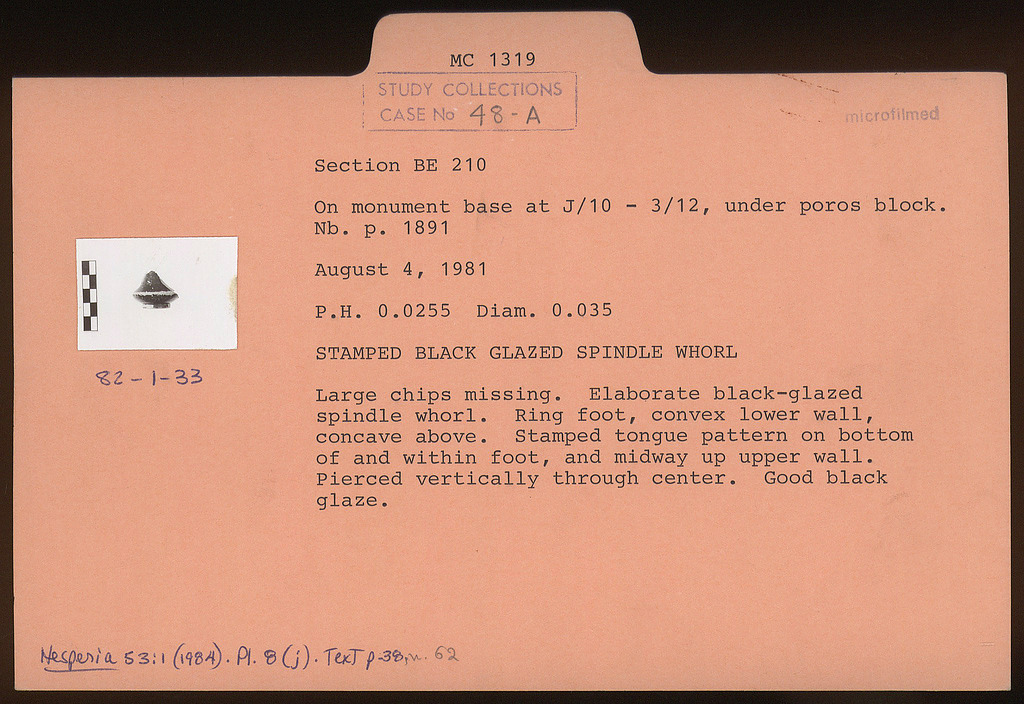 MC 1319
STUDY COLLECTIONS
CASE No 48-A
microfilmed
Section BE 210
On monument base at J/10 - 3/12, under poros block.
Nb. p. 1891
August 4, 1981
P.H. 0.0255 Diam. 0.035
STAMPED BLACK GLAZED SPINDLE WHORL
82-1-33
Large chips missing. Elaborate black-glazed
spindle whorl. Ring foot, convex lower wall,
concave above. Stamped tongue pattern on bottom
of and within foot, and midway up upper wall.
Pierced vertically through center. Good black
glaze.
Hesperia 53:1 (1984). Pl. 8 (j). Text p.38, n. 62